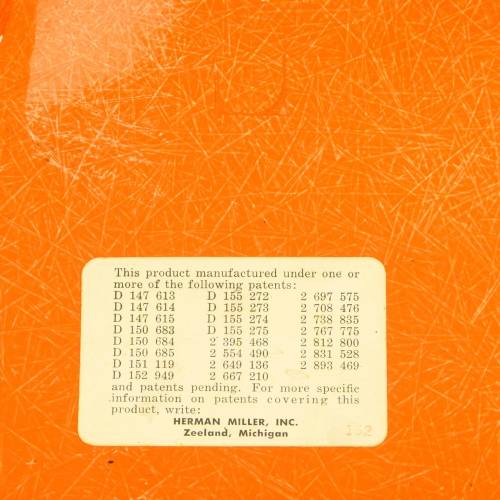 This product manufactured under one or
more of the following patents:
D 147 613 D 155 272 2 697 575
D 147 614 D 155 273 2 708 476
D 147 615 D 155 274 2 738 835
D 150 683 D 155 275 2 767 775
D 150 684 2 395 468 2 812 800
D 150 685 2 554 490 2 831 528
D 151 119 2 649 136 2 893 469
D 152 949 2 667 210
and patents pending. For more specific
information on patents covering this
product, write:
HERMAN MILLER, INC.
Zeeland, Michigan